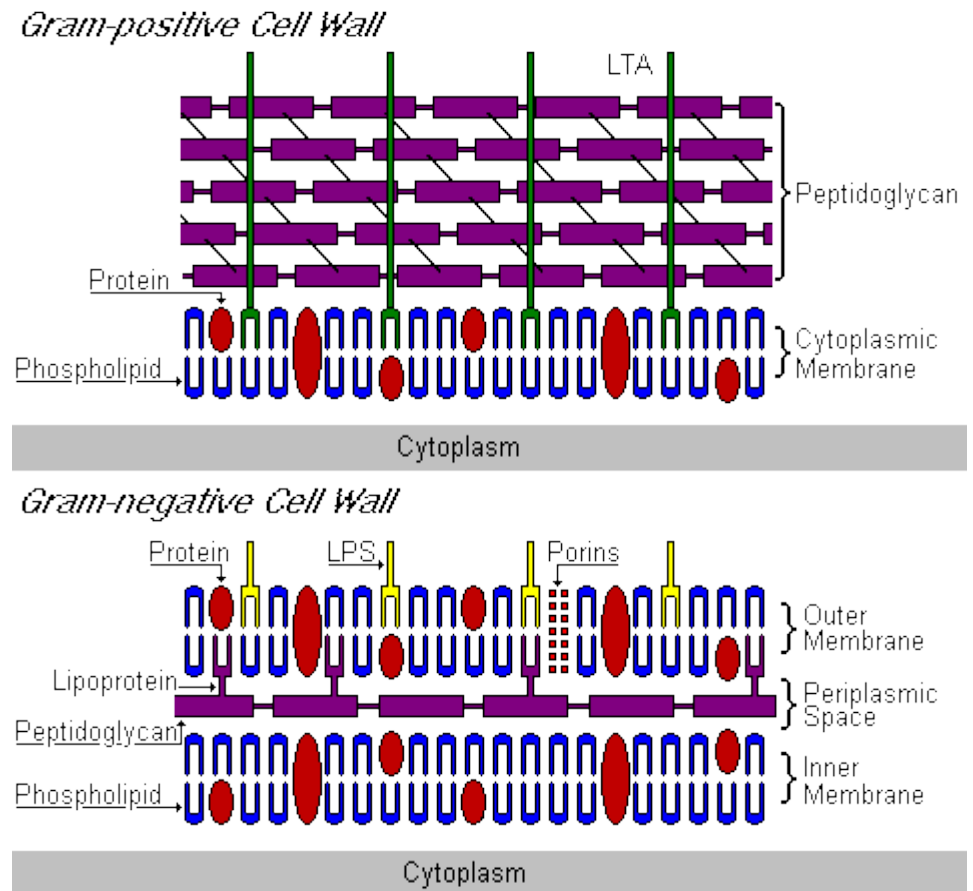 Gram-positive Cell Wall
LTA
Peptidoglycan
Protein
Phospholipid
Cytoplasmic
Membrane
Cytoplasm
Gram-negative Cell Wall
Protein
LPS
Porins
Outer
Membrane
Lipoprotein
Periplasmic
Space
Peptidoglycan
Phospholipid
Inner
Membrane
Cytoplasm